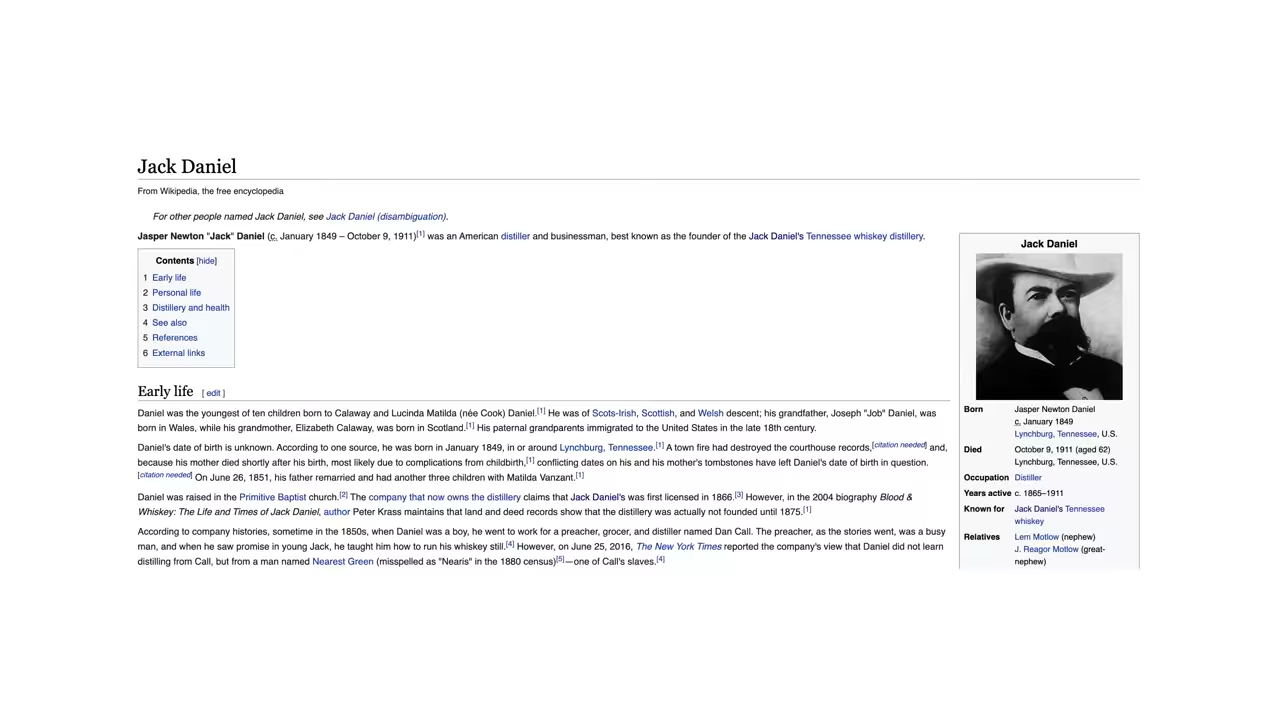 Jack Daniel
From Wikipedia, the free encyclopedia
For other people named Jack Daniel, see Jack Daniel (disambiguation).
Jasper Newton "Jack" Daniel (c. January 1849 – October 9, 1911)[1] was an American distiller and businessman, best known as the founder of the Jack Daniel's Tennessee whiskey distillery.
Contents [hide]
1 Early life
2 Personal life
3 Distillery and health
4 See also
5 References
6 External links
Early life [ edit ]
Daniel was the youngest of ten children born to Calaway and Lucinda Matilda (née Cook) Daniel.[1] He was of Scots-Irish, Scottish, and Welsh descent; his grandfather, Joseph "Job" Daniel, was
born in Wales, while his grandmother, Elizabeth Calaway, was born in Scotland.[1] His paternal grandparents immigrated to the United States in the late 18th century.
Daniel's date of birth is unknown. According to one source, he was born in January 1849, in or around Lynchburg, Tennessee.[1] A town fire had destroyed the courthouse records,[citation needed] and,
because his mother died shortly after his birth, most likely due to complications from childbirth,[1] conflicting dates on his and his mother's tombstones have left Daniel's date of birth in question.
[citation needed] On June 26, 1851, his father remarried and had another three children with Matilda Vanzant.[1]
Daniel was raised in the Primitive Baptist church.[2] The company that now owns the distillery claims that Jack Daniel's was first licensed in 1866.[3] However, in the 2004 biography Blood &
Whiskey: The Life and Times of Jack Daniel, author Peter Krass maintains that land and deed records show that the distillery was actually not founded until 1875.[1]
According to company histories, sometime in the 1850s, when Daniel was a boy, he went to work for a preacher, grocer, and distiller named Dan Call. The preacher, as the stories went, was a busy
man, and when he saw promise in young Jack, he taught him how to run his whiskey still.[4] However, on June 25, 2016, The New York Times reported the company's view that Daniel did not learn
distilling from Call, but from a man named Nearest Green (misspelled as "Nearis" in the 1880 census)[5]—one of Call's slaves.[4]
Jack Daniel
Born Jasper Newton Daniel
c. January 1849
Lynchburg, Tennessee, U.S.
Died October 9, 1911 (aged 62)
Lynchburg, Tennessee, U.S.
Occupation Distiller
Years active c. 1865–1911
Known for Jack Daniel's Tennessee
whiskey
Relatives Lem Motlow (nephew)
J. Reagor Motlow (great-
nephew)